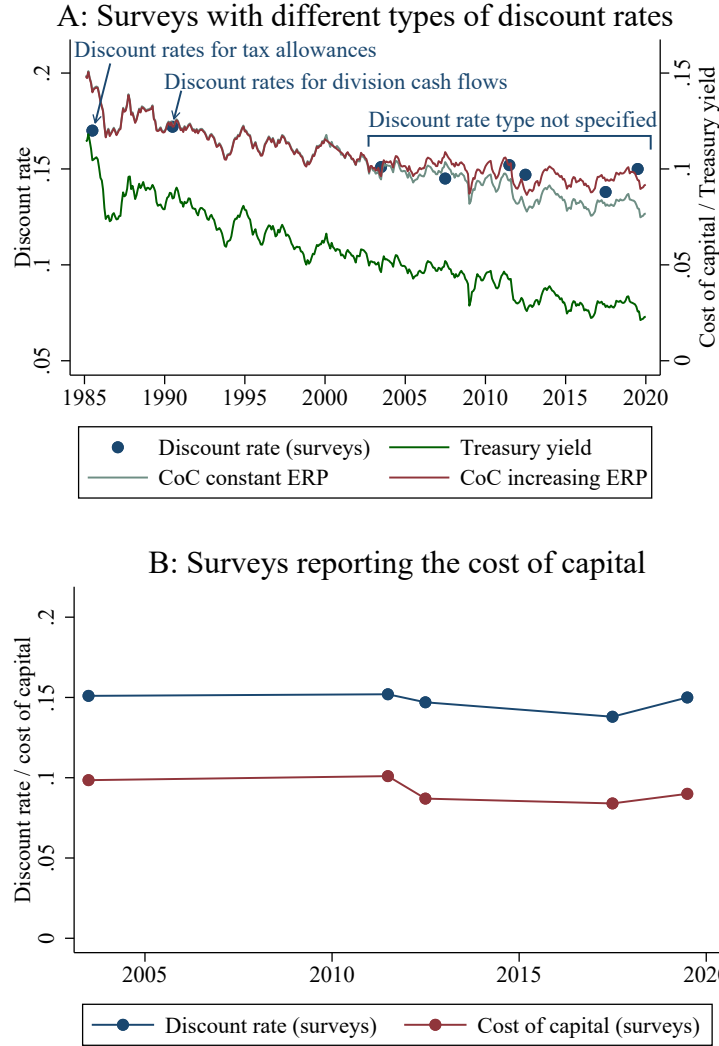 A: Surveys with different types of discount rates
Discount rates for tax allowances
Discount rates for division cash flows
Discount rate type not specified
Discount rate
.2
.15
.1
.05
Cost of capital / Treasury yield
.15
.1
.05
0
1985 1990 1995 2000 2005 2010 2015 2020
Discount rate (surveys) Treasury yield
CoC constant ERP CoC increasing ERP
B: Surveys reporting the cost of capital
Discount rate / cost of capital
.2
.15
.1
.05
0
2005 2010 2015 2020
Discount rate (surveys) Cost of capital (surveys)